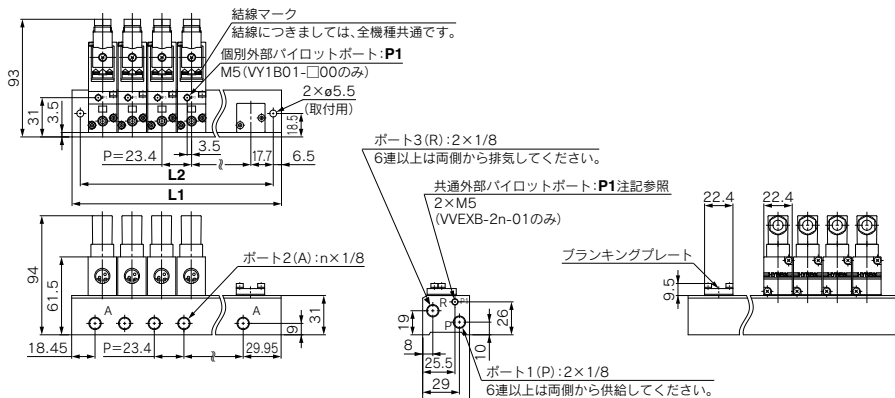 結線マーク
結線につきましては、全機種共通です。
個別外部パイロットポート:P1
M5(VY1B01-□00のみ)
2×ø5.5
(取付用)
93
31
3.5
18.5
P=23.4
3.5
17.7
6.5
L2
L1
ポート3(R):2×1/8
6連以上は両側から排気してください。
共通外部パイロットポート:P1注記参照
2×M5
(VVEXB-2n-01のみ)
94
61.5
ポート2(A):n×1/8
A
A
31
9
18.45
P=23.4
29.95
R
P1
P
19
26
10
8
25.5
29
ポート1(P):2×1/8
6連以上は両側から供給してください。
22.4
22.4
ブランキングプレート
9.5